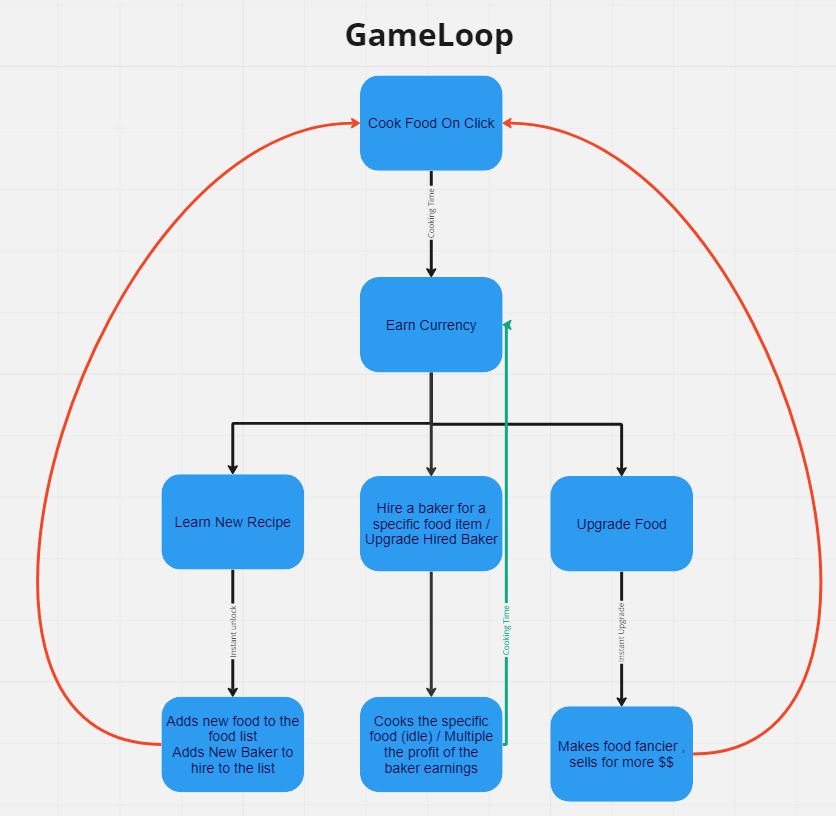 GameLoop
Cook Food On Click
Cooking Time
Earn Currency
Learn New Recipe
Hire a baker for a
specific food item /
Upgrade Hired Baker
Upgrade Food
Instant unlock
Cooking Time
Instant Upgrade
Adds new food to the
food list
Adds New Baker to
hire to the list
Cooks the specific
food (idle) / Multiple
the profit of the
baker earnings
Makes food fancier ,
sells for more $$